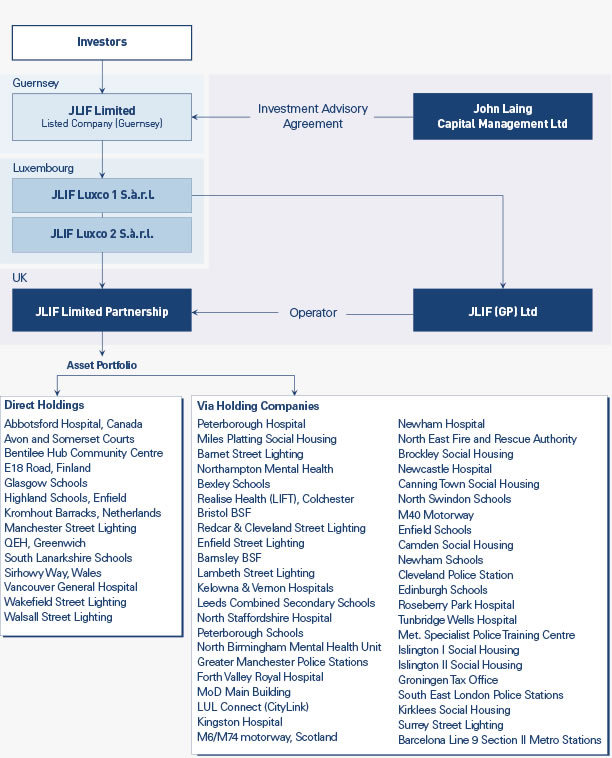 Investors
Guernsey
JLIF Limited
Listed Company (Guernsey)
Investment Advisory
Agreement
John Laing
Capital Management Ltd
Luxembourg
JLIF Luxco 1 S.à.r.l.
JLIF Luxco 2 S.à.r.l.
UK
JLIF Limited Partnership
Operator
JLIF (GP) Ltd
Asset Portfolio
Direct Holdings
Abbotsford Hospital, Canada
Avon and Somerset Courts
Bentilee Hub Community Centre
E18 Road, Finland
Glasgow Schools
Highland Schools, Enfield
Kromhout Barracks, Netherlands
Manchester Street Lighting
QEH, Greenwich
South Lanarkshire Schools
Sirhowy Way, Wales
Vancouver General Hospital
Wakefield Street Lighting
Walsall Street Lighting
Via Holding Companies
Peterborough Hospital
Miles Platting Social Housing
Barnet Street Lighting
Northampton Mental Health
Bexley Schools
Realise Health (LIFT), Colchester
Bristol BSF
Redcar & Cleveland Street Lighting
Enfield Street Lighting
Barnsley BSF
Lambeth Street Lighting
Kelowna & Vernon Hospitals
Leeds Combined Secondary Schools
North Staffordshire Hospital
Peterborough Schools
North Birmingham Mental Health Unit
Greater Manchester Police Stations
Forth Valley Royal Hospital
MoD Main Building
LUL Connect (CityLink)
Kingston Hospital
M6/M74 motorway, Scotland
Newham Hospital
North East Fire and Rescue Authority
Brockley Social Housing
Newcastle Hospital
Canning Town Social Housing
North Swindon Schools
M40 Motorway
Enfield Schools
Camden Social Housing
Newham Schools
Cleveland Police Station
Edinburgh Schools
Roseberry Park Hospital
Tunbridge Wells Hospital
Met. Specialist Police Training Centre
Islington I Social Housing
Islington II Social Housing
Groningen Tax Office
South East London Police Stations
Kirklees Social Housing
Surrey Street Lighting
Barcelona Line 9 Section II Metro Stations